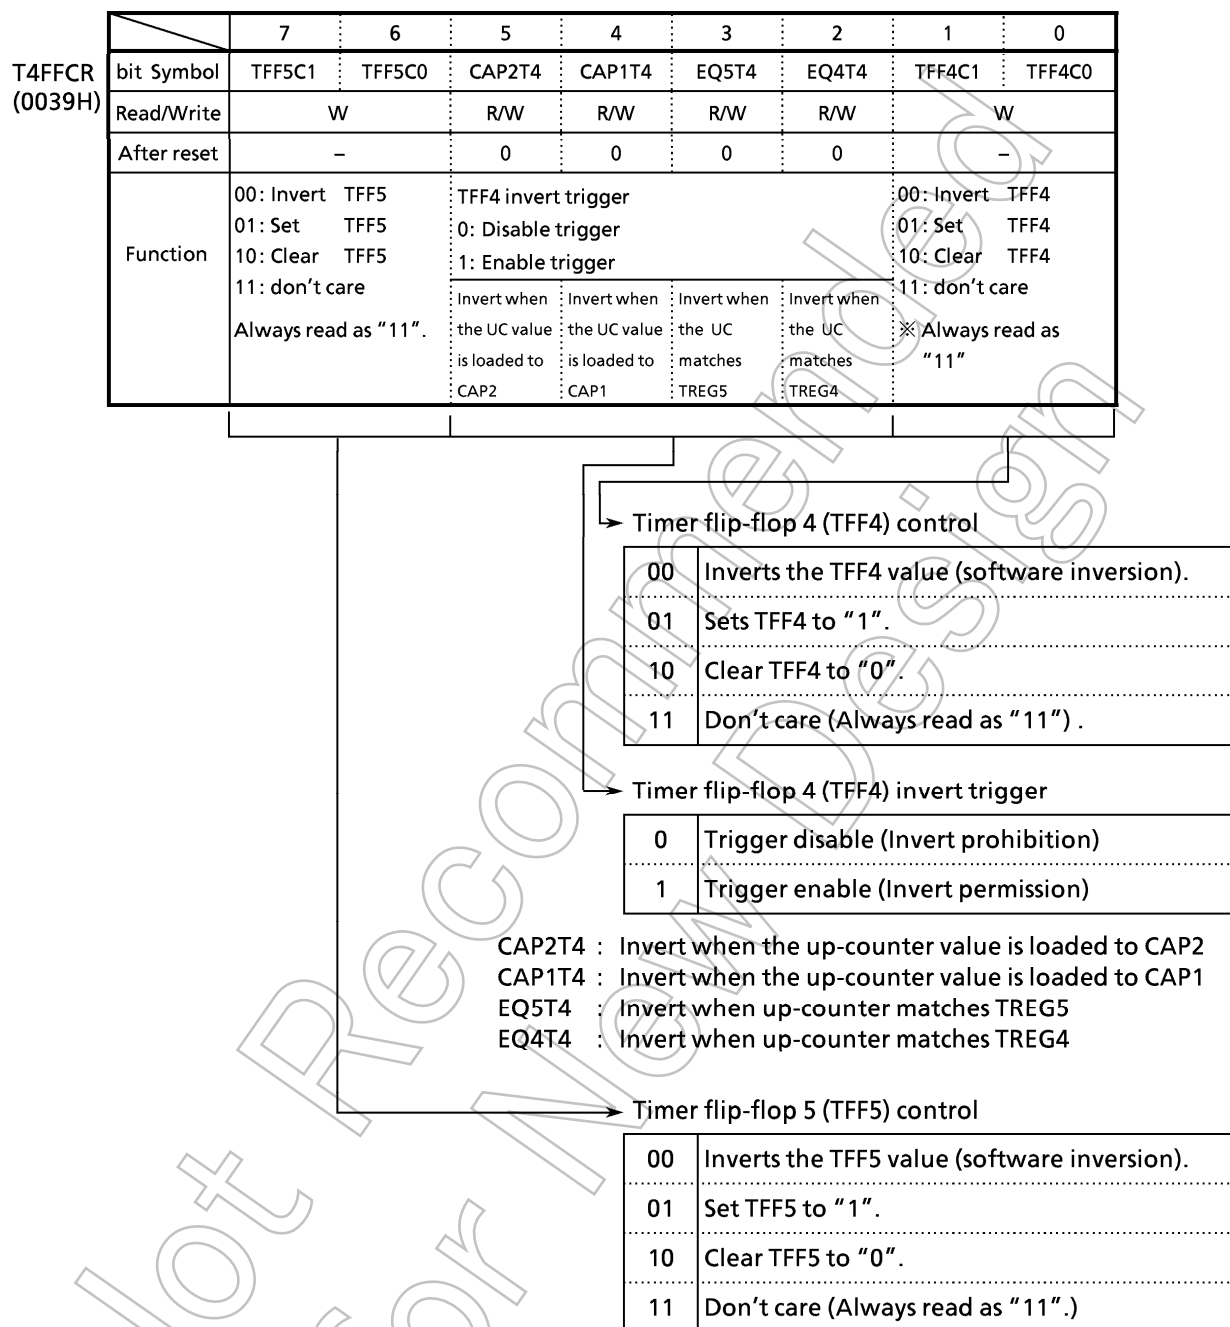 7 6 5 4 3 2 1 0
T4FFCR (0039H)
bit Symbol TFF5C1 TFF5C0 CAP2T4 CAP1T4 EQ5T4 EQ4T4 TFF4C1 TFF4C0
Read/Write W R/W R/W R/W R/W W
After reset – 0 0 0 0 –
Function
00: Invert TFF5
01: Set TFF5
10: Clear TFF5
11: don't care
Always read as "11".
TFF4 invert trigger
0: Disable trigger
1: Enable trigger
Invert when
the UC value
is loaded to
CAP2
Invert when
the UC value
is loaded to
CAP1
Invert when
the UC
matches
TREG5
Invert when
the UC
matches
TREG4
00: Invert TFF4
01: Set TFF4
10: Clear TFF4
11: don't care
※ Always read as
"11"
Timer flip-flop 4 (TFF4) control
00 Inverts the TFF4 value (software inversion).
01 Sets TFF4 to "1".
10 Clear TFF4 to "0".
11 Don't care (Always read as "11") .
Timer flip-flop 4 (TFF4) invert trigger
0 Trigger disable (Invert prohibition)
1 Trigger enable (Invert permission)
CAP2T4 : Invert when the up-counter value is loaded to CAP2
CAP1T4 : Invert when the up-counter value is loaded to CAP1
EQ5T4 : Invert when up-counter matches TREG5
EQ4T4 : Invert when up-counter matches TREG4
Timer flip-flop 5 (TFF5) control
00 Inverts the TFF5 value (software inversion).
01 Set TFF5 to "1".
10 Clear TFF5 to "0".
11 Don't care (Always read as "11".)
Not Recommended
for New Design